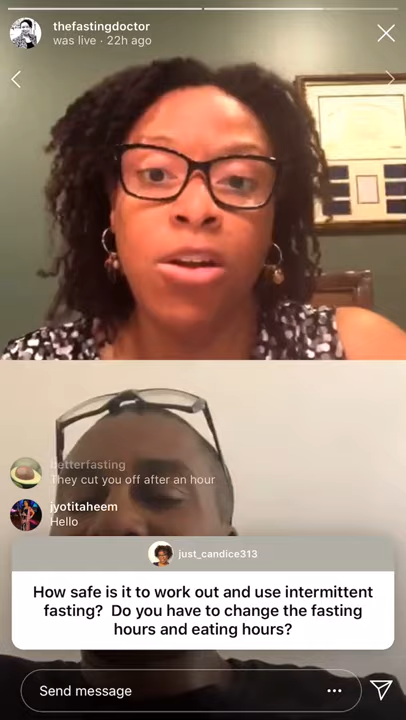 thefastingdoctor
was live · 22h ago
betterfasting
They cut you off after an hour
jyotitaheem
Hello
just_candice313
How safe is it to work out and use intermittent
fasting? Do you have to change the fasting
hours and eating hours?
Send message